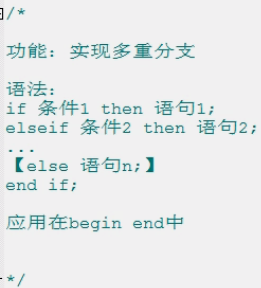 /*
功能：实现多重分支
语法：
if 条件1 then 语句1;
elseif 条件2 then 语句2;
...
【else 语句n;】
end if;
应用在begin end中
*/